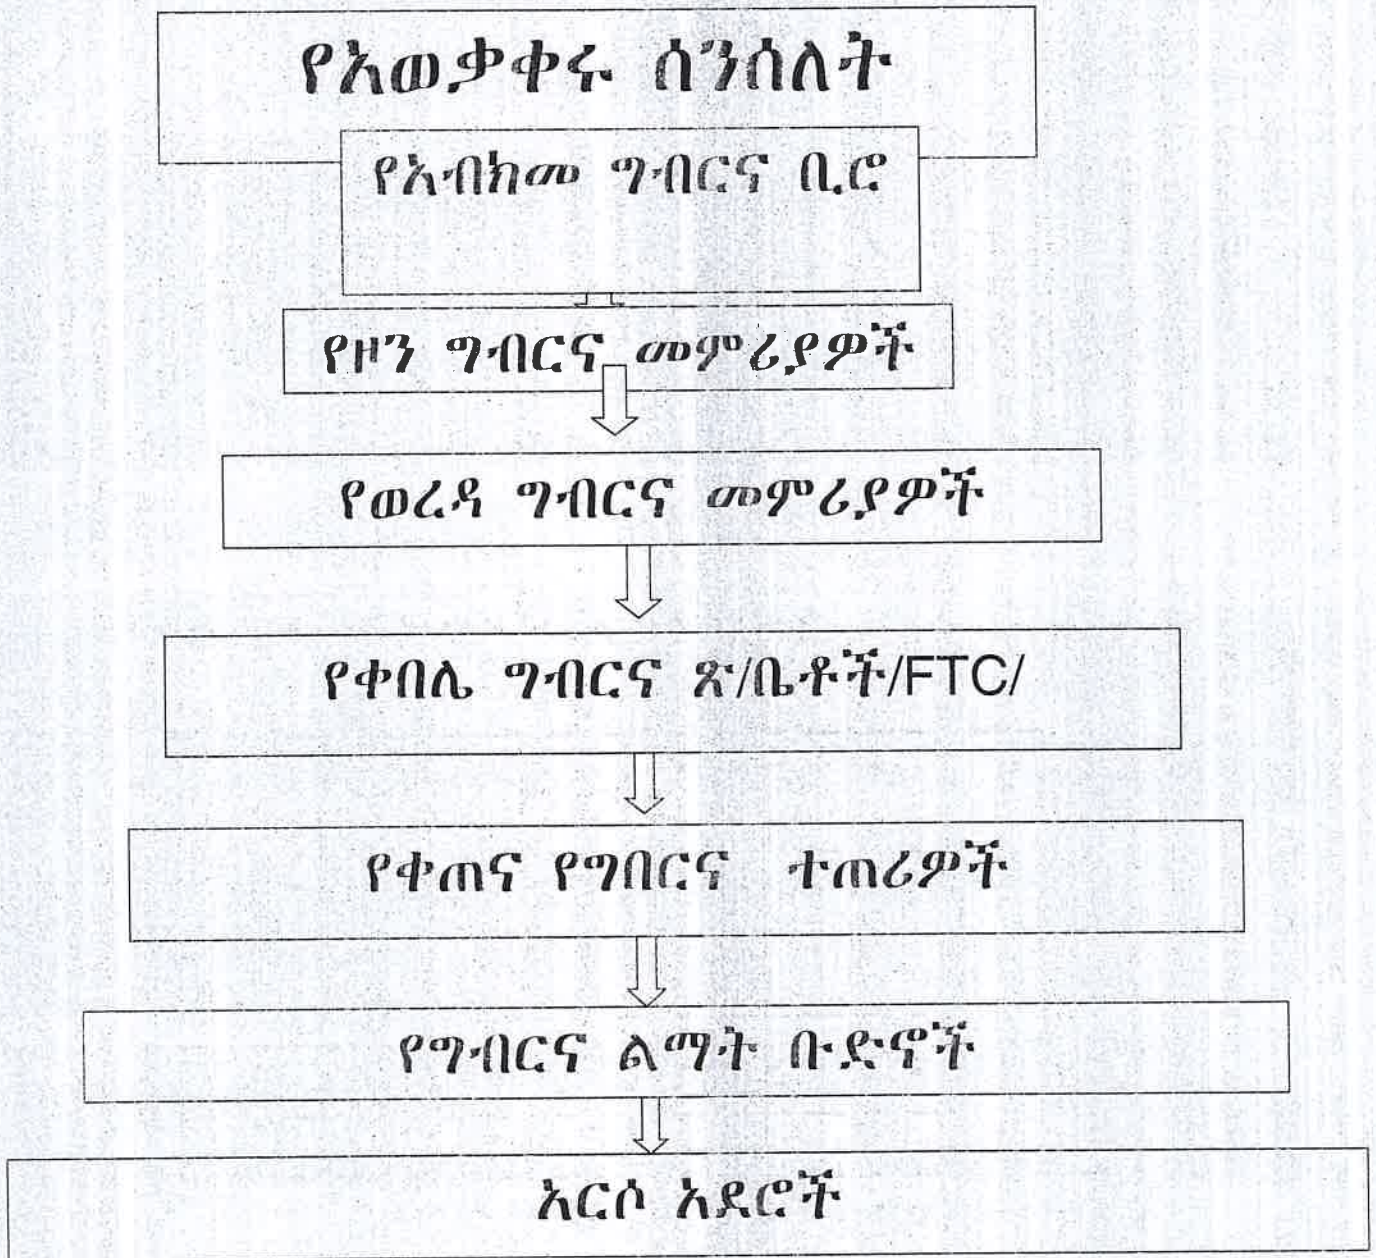 የአወቃቀሩ ሰንሰለት
የአብክመ ግብርና ቢሮ
የዞን ግብርና መምሪያዎች
የወረዳ ግብርና መምሪያዎች
የቀበሌ ግብርና ጽ/ቤቶች/FTC/
የቀጠና የግበርና ተጠሪዎች
የግብርና ልማት ቡድኖች
አርሶ አደሮች